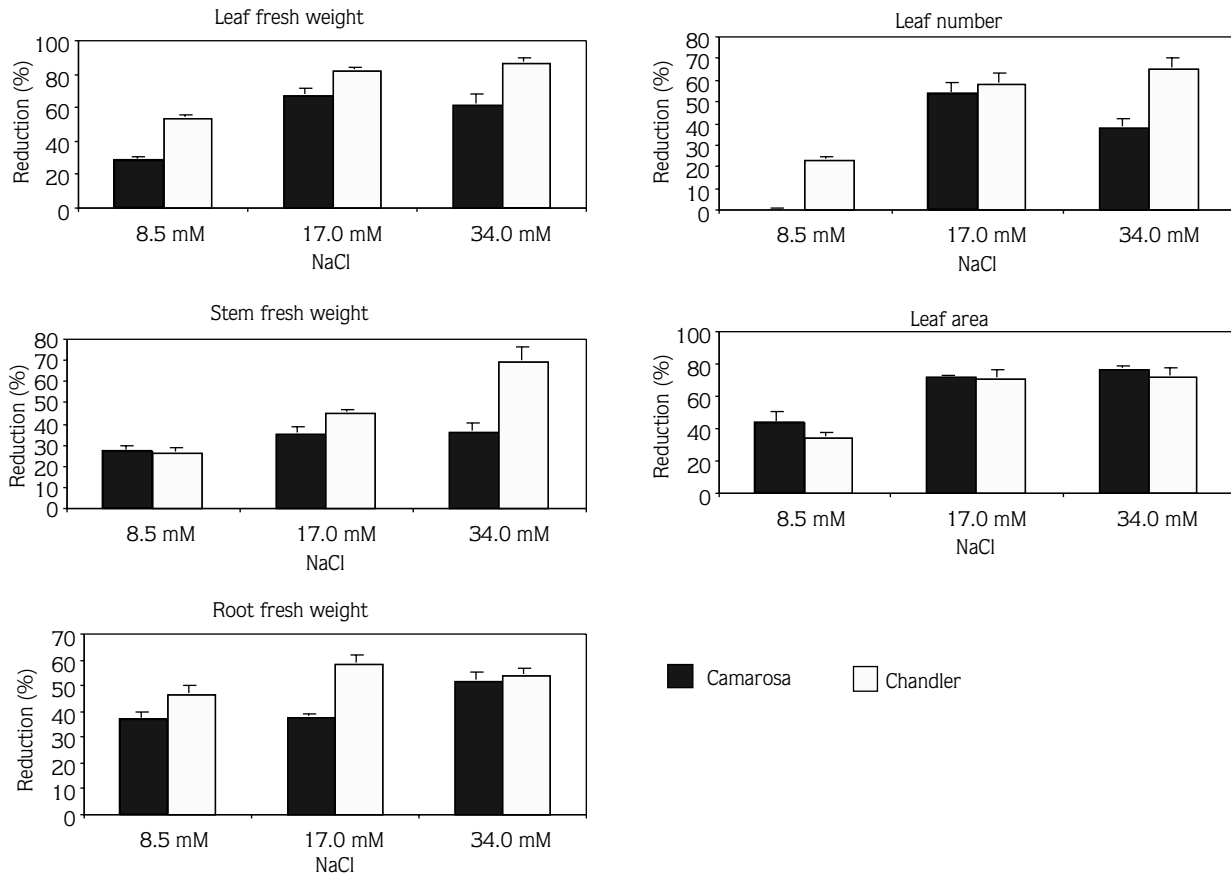 Leaf fresh weight
Reduction (%)
100
80
60
40
20
0
8.5 mM 17.0 mM 34.0 mM
NaCl
Leaf number
Reduction (%)
80
70
60
50
40
30
20
10
0
8.5 mM 17.0 mM 34.0 mM
NaCl
Stem fresh weight
Reduction (%)
80
70
60
50
40
30
20
10
0
8.5 mM 17.0 mM 34.0 mM
NaCl
Leaf area
Reduction (%)
100
80
60
40
20
0
8.5 mM 17.0 mM 34.0 mM
NaCl
Root fresh weight
Reduction (%)
70
60
50
40
30
20
10
0
8.5 mM 17.0 mM 34.0 mM
NaCl
Camarosa Chandler